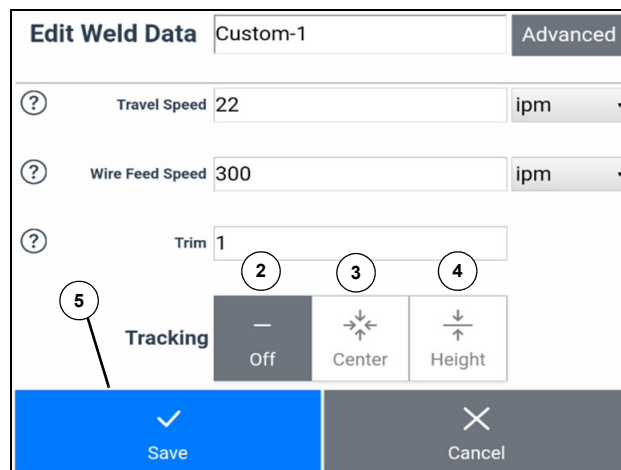 Edit Weld Data Custom-1 Advanced
? Travel Speed 22 ipm
? Wire Feed Speed 300 ipm
? Trim 1
2 3 4
5
Tracking
Off Center Height
Save Cancel